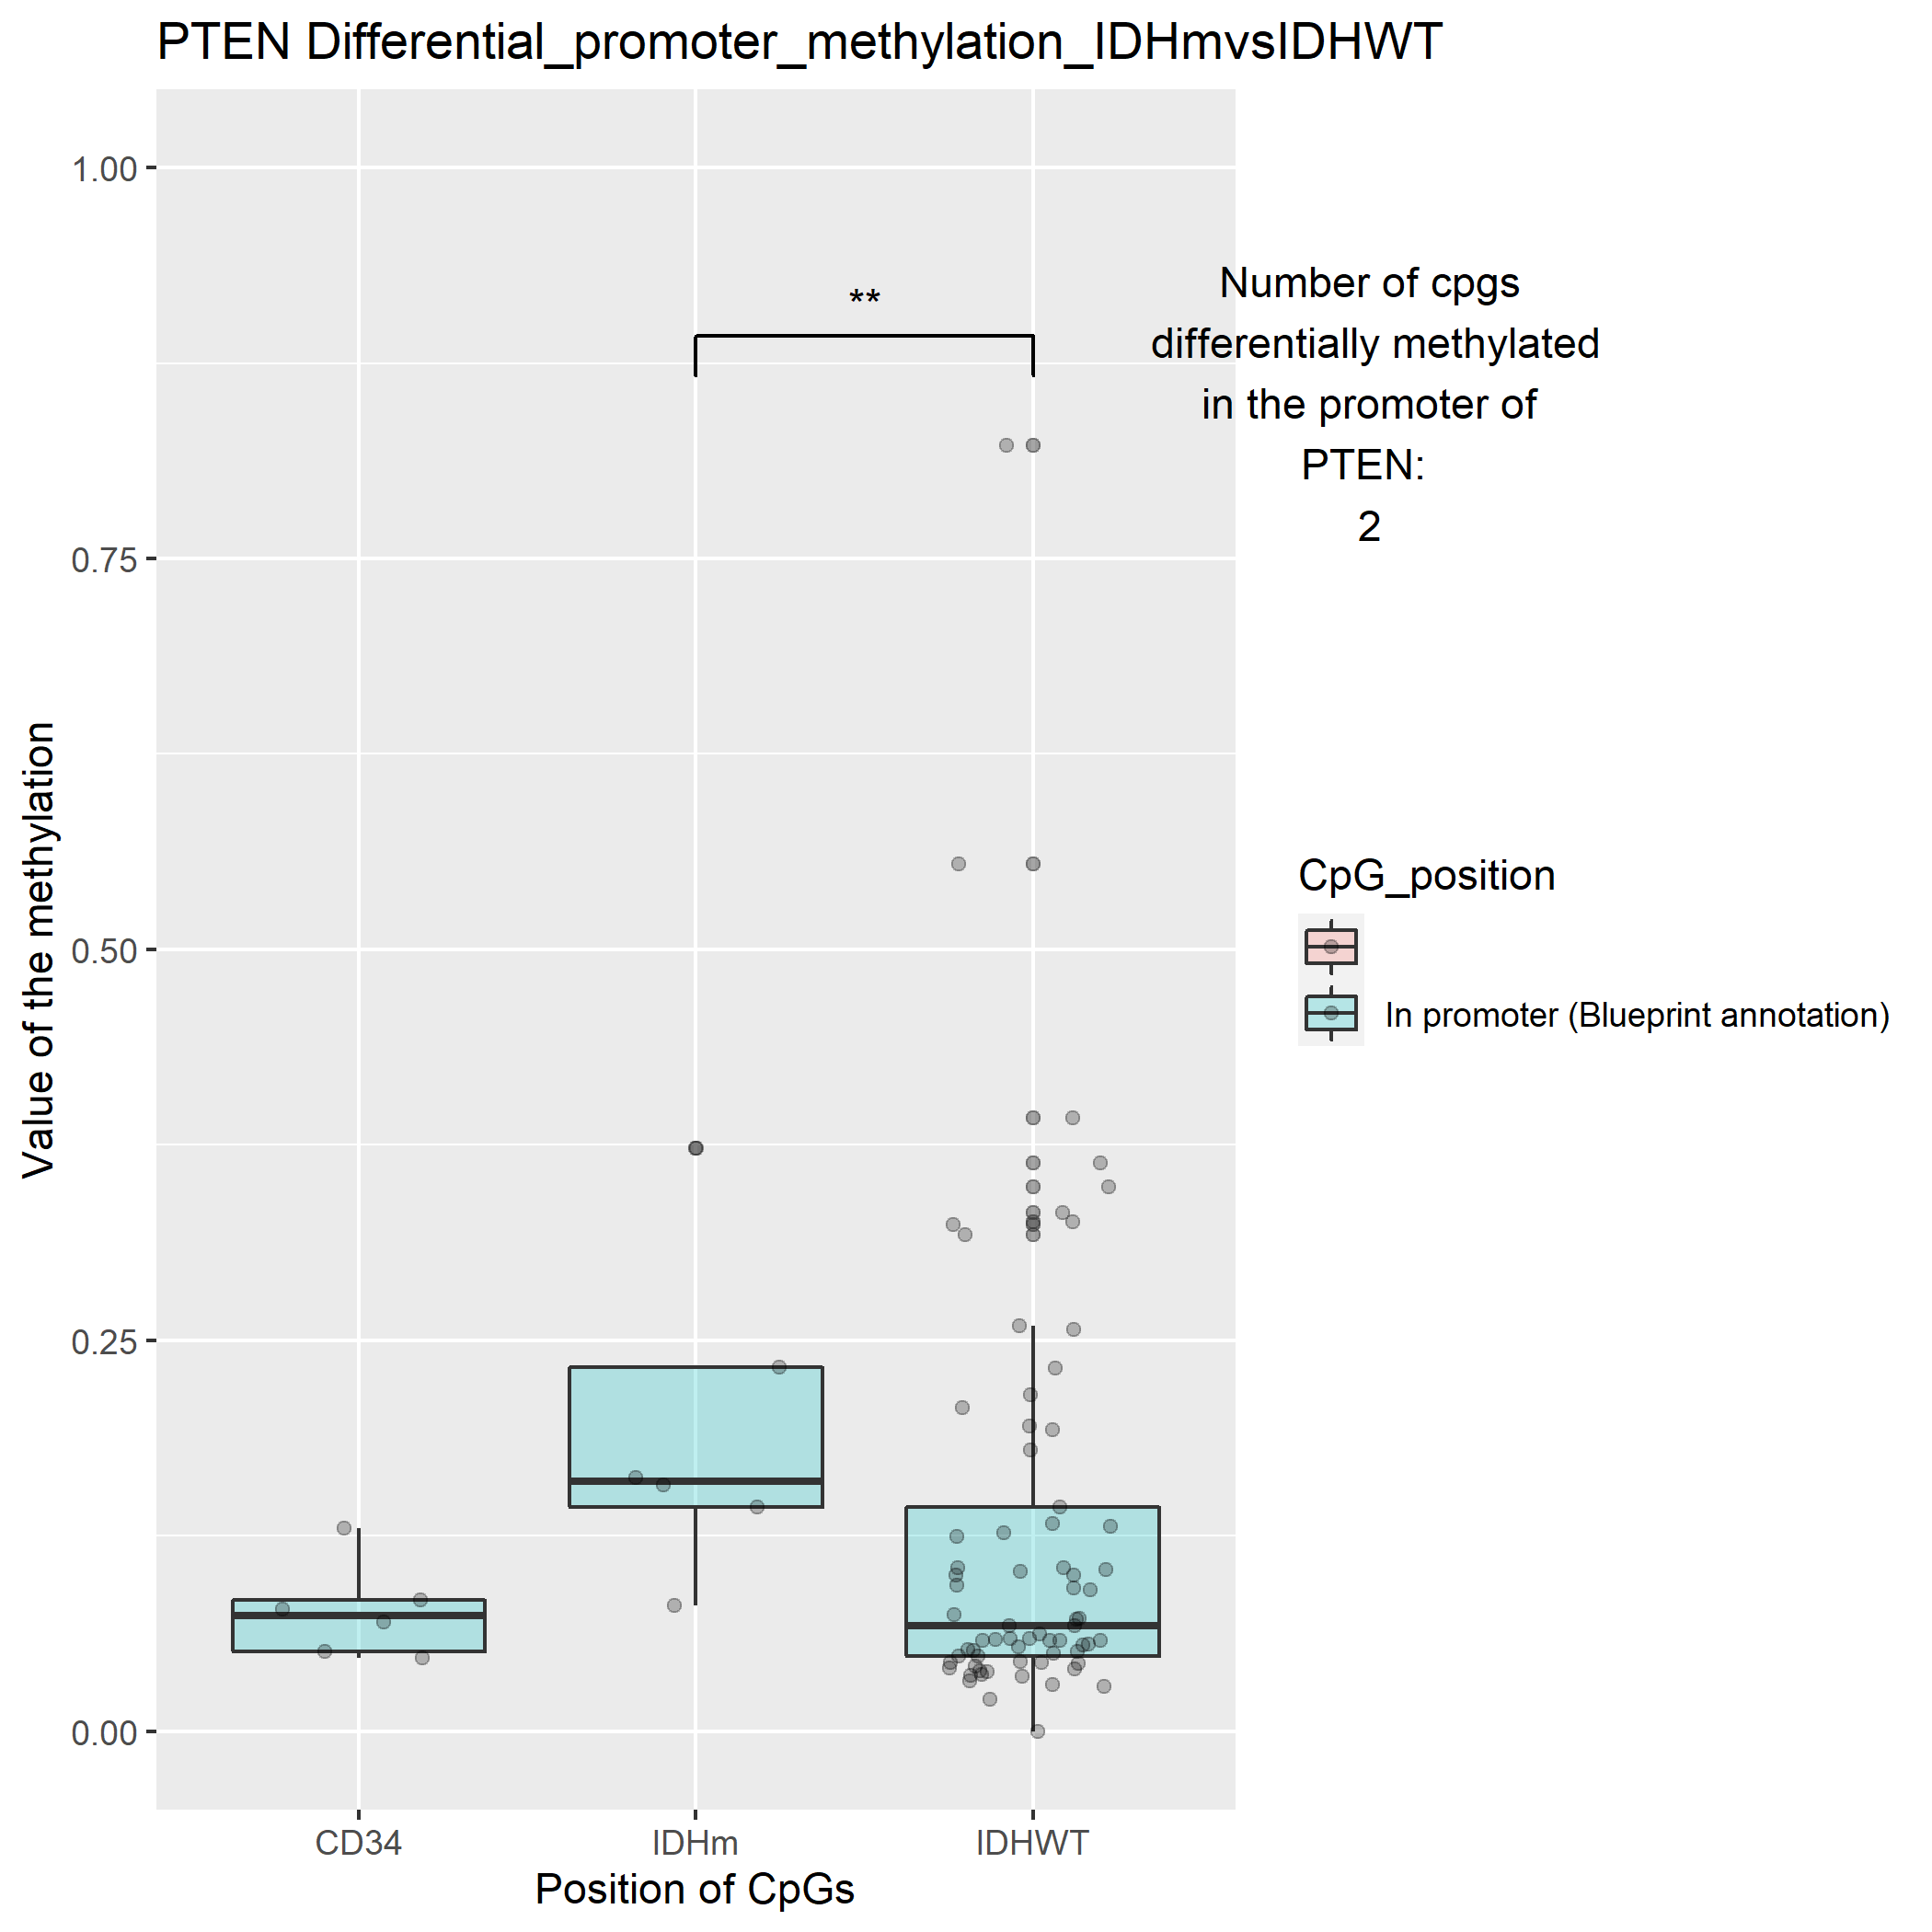 PTEN Differential_promoter_methylation_IDHmvsIDHWT
1.00
0.75
0.50
0.25
0.00
Value of the methylation
**
CD34
IDHm
IDHWT
Position of CpGs
Number of cpgs
differentially methylated
in the promoter of
PTEN:
2
CpG_position
In promoter (Blueprint annotation)